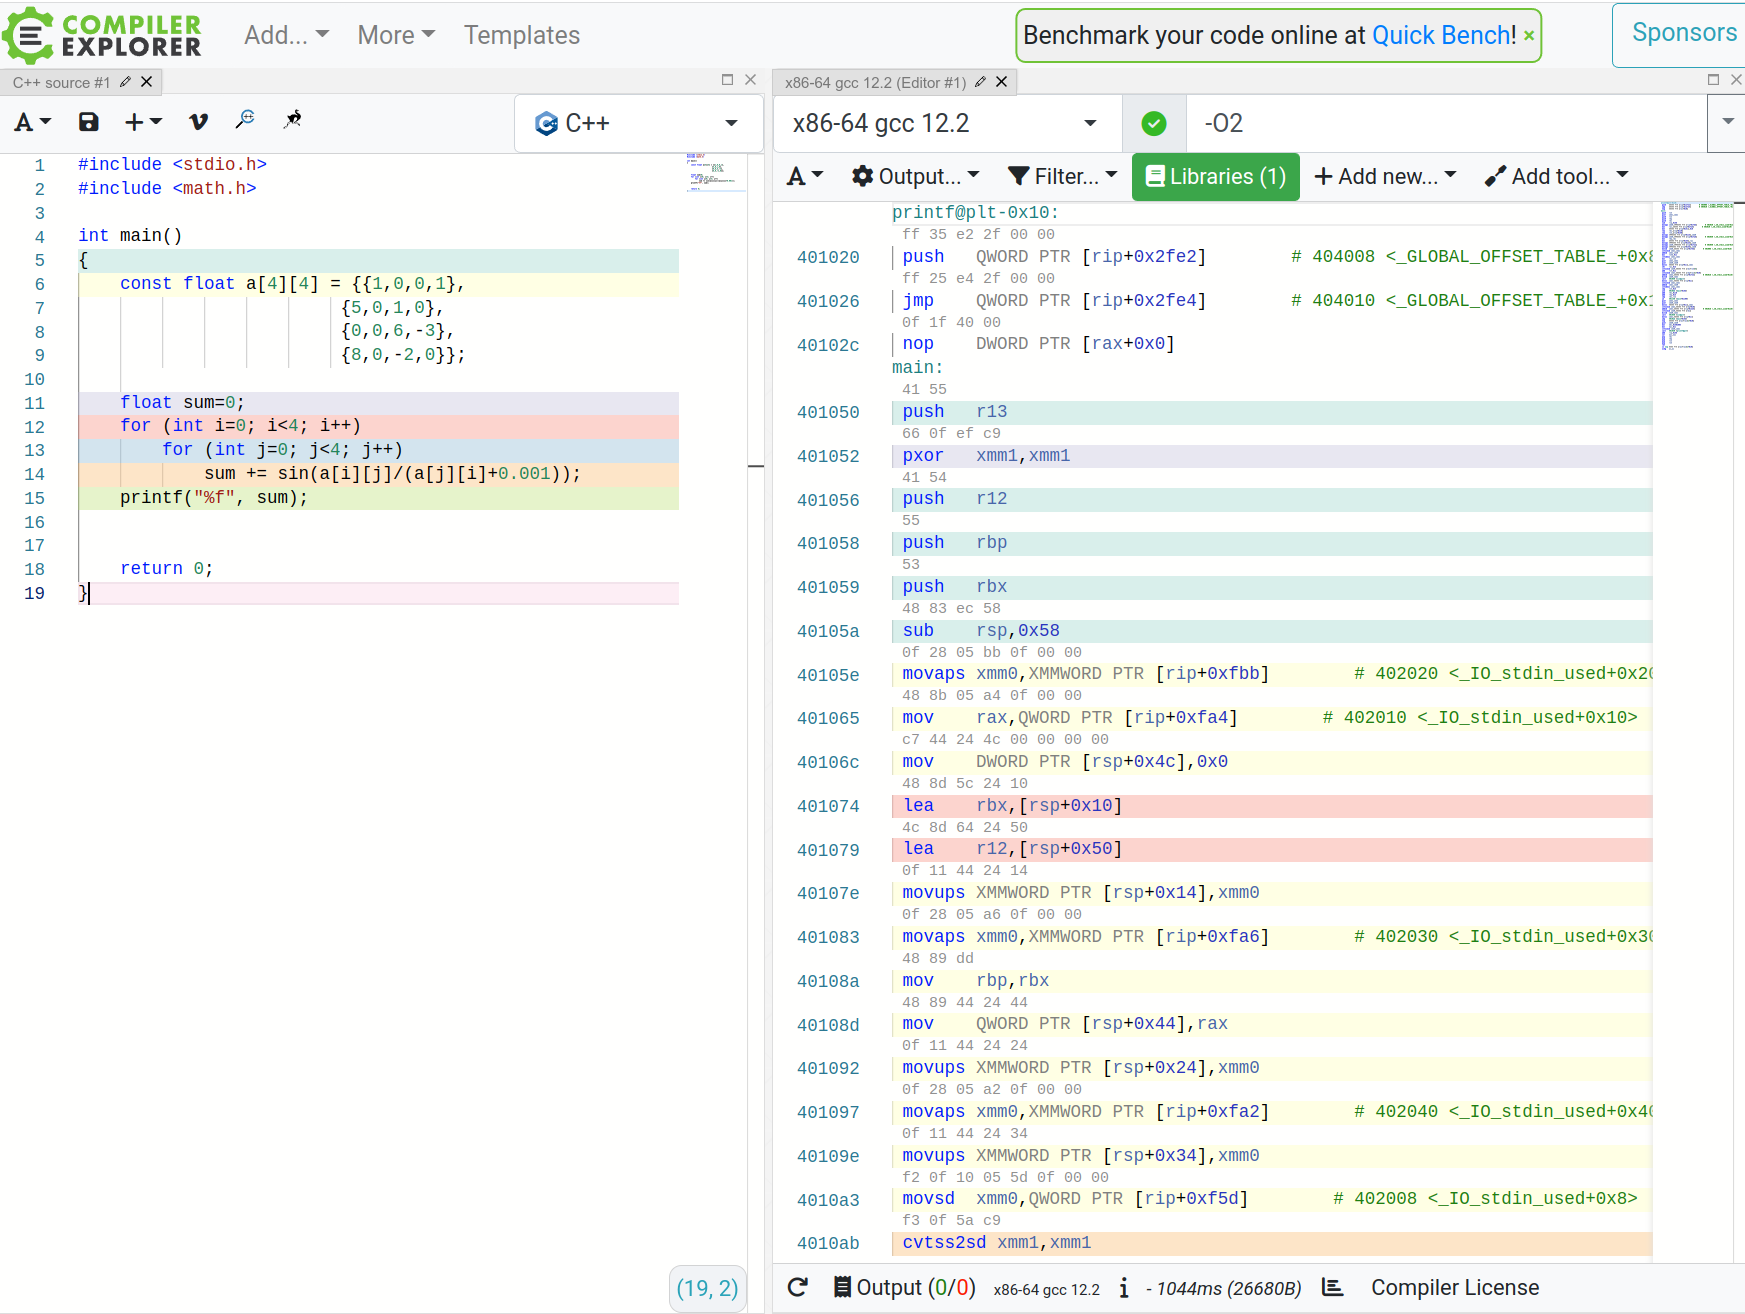 COMPILER EXPLORER
Add... More Templates
Benchmark your code online at Quick Bench! ×
Sponsors
C++ source #1
A
C++
1 #include <stdio.h>
2 #include <math.h>
3
4 int main()
5 {
6 const float a[4][4] = {{1,0,0,1},
7 {5,0,1,0},
8 {0,0,6,-3},
9 {8,0,-2,0}};
10
11 float sum=0;
12 for (int i=0; i<4; i++)
13 for (int j=0; j<4; j++)
14 sum += sin(a[i][j]/(a[j][i]+0.001));
15 printf("%f", sum);
16
17
18 return 0;
19 }
(19, 2)
x86-64 gcc 12.2 (Editor #1)
x86-64 gcc 12.2
-O2
A Output... Filter... Libraries (1) + Add new... Add tool...
printf@plt-0x10:
ff 35 e2 2f 00 00
401020 push QWORD PTR [rip+0x2fe2] # 404008 <_GLOBAL_OFFSET_TABLE_+0x8
ff 25 e4 2f 00 00
401026 jmp QWORD PTR [rip+0x2fe4] # 404010 <_GLOBAL_OFFSET_TABLE_+0x1
0f 1f 40 00
40102c nop DWORD PTR [rax+0x0]
main:
41 55
401050 push r13
66 0f ef c9
401052 pxor xmm1,xmm1
41 54
401056 push r12
55
401058 push rbp
53
401059 push rbx
48 83 ec 58
40105a sub rsp,0x58
0f 28 05 bb 0f 00 00
40105e movaps xmm0,XMMWORD PTR [rip+0xfbb] # 402020 <_IO_stdin_used+0x20
48 8b 05 a4 0f 00 00
401065 mov rax,QWORD PTR [rip+0xfa4] # 402010 <_IO_stdin_used+0x10>
c7 44 24 4c 00 00 00 00
40106c mov DWORD PTR [rsp+0x4c],0x0
48 8d 5c 24 10
401074 lea rbx,[rsp+0x10]
4c 8d 64 24 50
401079 lea r12,[rsp+0x50]
0f 11 44 24 14
40107e movups XMMWORD PTR [rsp+0x14],xmm0
0f 28 05 a6 0f 00 00
401083 movaps xmm0,XMMWORD PTR [rip+0xfa6] # 402030 <_IO_stdin_used+0x30
48 89 dd
40108a mov rbp,rbx
48 89 44 24 44
40108d mov QWORD PTR [rsp+0x44],rax
0f 11 44 24 24
401092 movups XMMWORD PTR [rsp+0x24],xmm0
0f 28 05 a2 0f 00 00
401097 movaps xmm0,XMMWORD PTR [rip+0xfa2] # 402040 <_IO_stdin_used+0x40
0f 11 44 24 34
40109e movups XMMWORD PTR [rsp+0x34],xmm0
f2 0f 10 05 5d 0f 00 00
4010a3 movsd xmm0,QWORD PTR [rip+0xf5d] # 402008 <_IO_stdin_used+0x8>
f3 0f 5a c9
4010ab cvtss2sd xmm1,xmm1
Output (0/0) x86-64 gcc 12.2 i - 1044ms (26680B) Compiler License